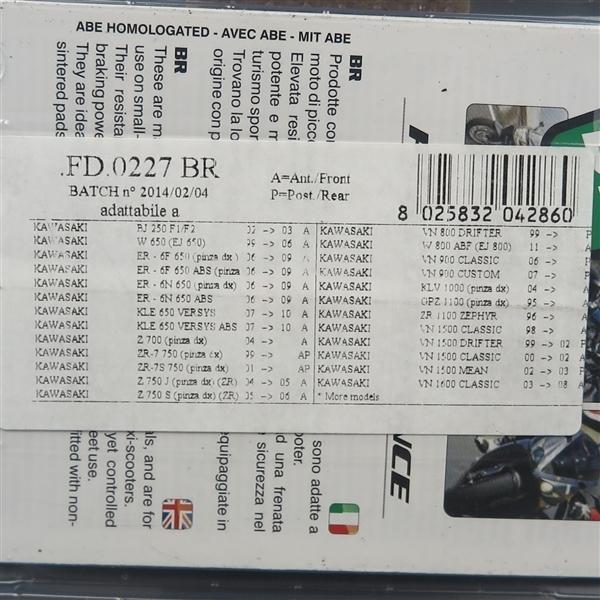 ABE HOMOLOGATED - AVEC ABE - MIT ABE
BR
These are ma
use on small-
Their resista
braking powe
They are idea
sintered pads
BR
Prodotte con
moto di picco
Elevata resi
potente e m
turismo spor
Trovano la lo
origine con p
.FD.0227 BR
BATCH n° 2014/02/04
adattabile a
A=Ant./Front
P=Post./Rear
8 025832 042860
KAWASAKI BJ 250 F1/F2 02 -> 03 A
KAWASAKI W 650 (EJ 650) 99 -> 06 A
KAWASAKI ER - 6F 650 (pinza dx) 06 -> 09 A
KAWASAKI ER - 6F 650 ABS (pinza 06 -> 09 A
KAWASAKI ER - 6N 650 (pinza dx) 06 -> 09 A
KAWASAKI ER - 6N 650 ABS 06 -> 09 A
KAWASAKI KLE 650 VERSYS 07 -> 10 A
KAWASAKI KLE 650 VERSYS ABS 07 -> 10 A
KAWASAKI Z 700 (pinza dx) 04 -> A
KAWASAKI ZR-7 750 (pinza dx) 99 -> AP
KAWASAKI ZR-7S 750 (pinza dx) 01 -> AP
KAWASAKI Z 750 J (pinza dx) (ZR) 04 -> 05 A
KAWASAKI Z 750 S (pinza dx) (ZR) 05 -> 06 A
KAWASAKI VN 800 DRIFTER 99 -> P
KAWASAKI W 800 ABF (EJ 800) 11 -> A
KAWASAKI VN 900 CLASSIC 06 ->
KAWASAKI VN 900 CUSTOM 07 ->
KAWASAKI KLV 1000 (pinza dx) 04 ->
KAWASAKI GPZ 1100 (pinza dx) 95 ->
KAWASAKI ZR 1100 ZEPHYR 96 ->
KAWASAKI VN 1500 CLASSIC 98 ->
KAWASAKI VN 1500 DRIFTER 99 -> 02 P
KAWASAKI VN 1500 CLASSIC 00 -> 02 A
KAWASAKI VN 1500 MEAN 02 -> 03 P
KAWASAKI VN 1600 CLASSIC 03 -> 08 A
* More models
als, and are for
xi-scooters.
yet controlled
eet use.
fitted with non-
sono adatte a
ooter.
d una frenata
e sicurezza nel
equipaggiate in
NCE